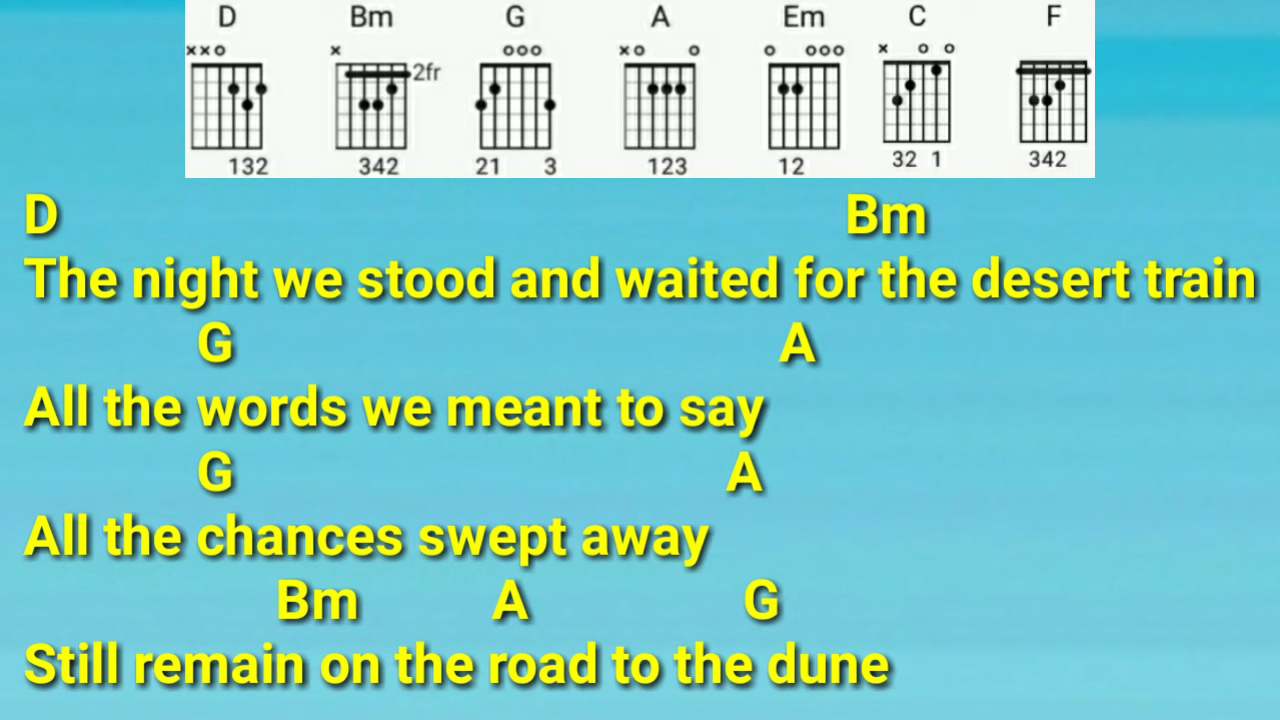 D Bm G A Em C F
xxo x ooo xo o o ooo x o o
2fr
132 342 21 3 123 12 32 1 342
D Bm
The night we stood and waited for the desert train
G A
All the words we meant to say
G A
All the chances swept away
Bm A G
Still remain on the road to the dune